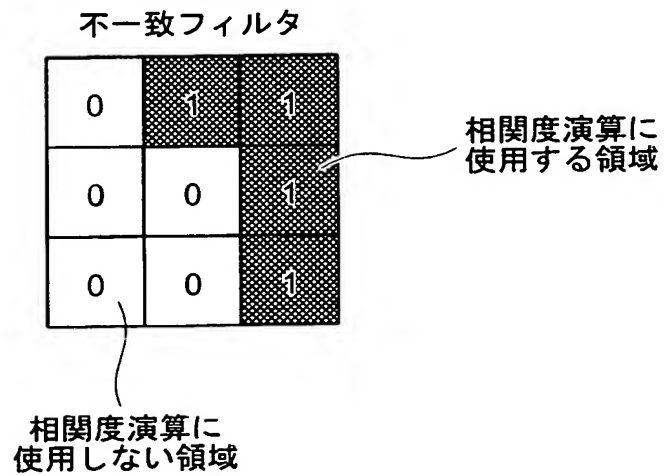 不一致フィルタ
0 1 1
0 0 1
0 0 1
相関度演算に
使用する領域
相関度演算に
使用しない領域